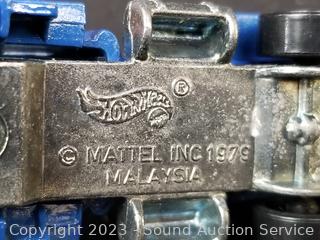 Hot Wheels ®
© MATTEL INC 1979
MALAYSIA
Copyright 2023 - Sound Auction Service